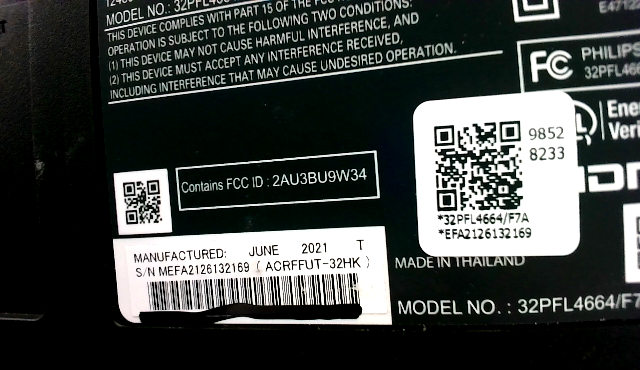 MODEL NO.: 32PFL4664
THIS DEVICE COMPLIES WITH PART 15 OF THE FCC
OPERATION IS SUBJECT TO THE FOLLOWING TWO CONDITIONS:
(1) THIS DEVICE MAY NOT CAUSE HARMFUL INTERFERENCE, AND
(2) THIS DEVICE MUST ACCEPT ANY INTERFERENCE RECEIVED,
INCLUDING INTERFERENCE THAT MAY CAUSE UNDESIRED OPERATION.
E4712
FC PHILIPS
32PFL466
9852
8233
*32PFL4664/F7A
*EFA2126132169
Contains FCC ID : 2AU3BU9W34
MANUFACTURED: JUNE 2021 T
S/N MEFA2126132169 ( ACRFFUT-32HK )
MADE IN THAILAND
MODEL NO. : 32PFL4664/F7